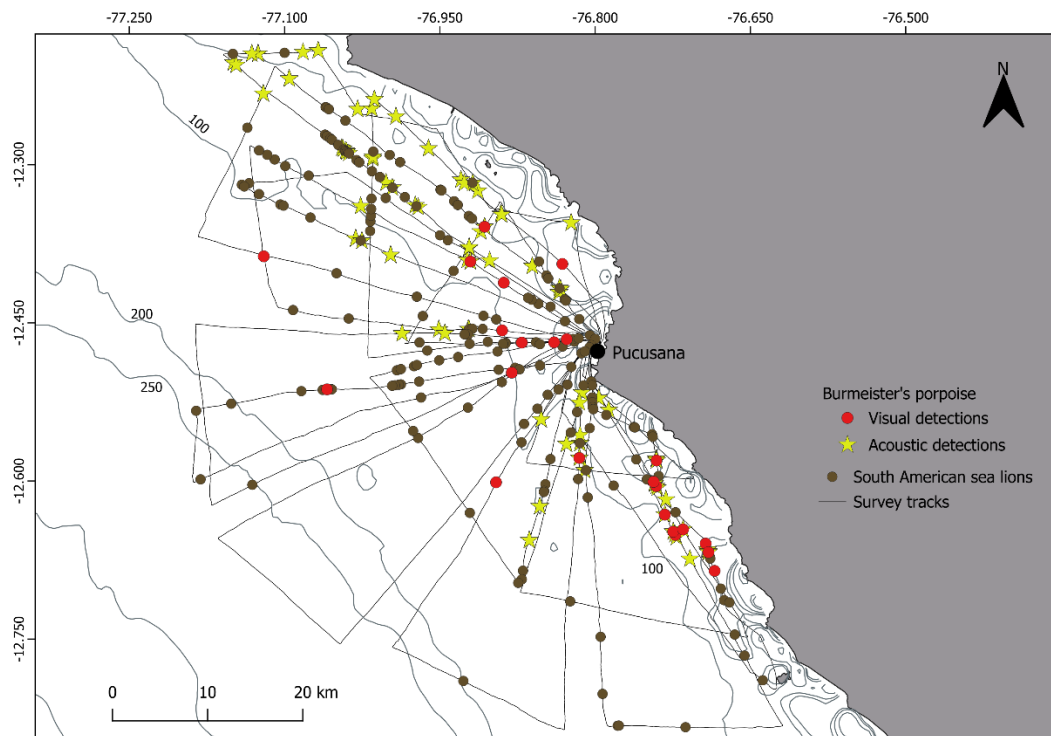 -77.250 -77.100 -76.950 -76.800 -76.650 -76.500
N
100
-12.300
200
-12.450
250
Pucusana
Burmeister's porpoise
Visual detections
Acoustic detections
South American sea lions
Survey tracks
-12.600
100
-12.750
0 10 20 km